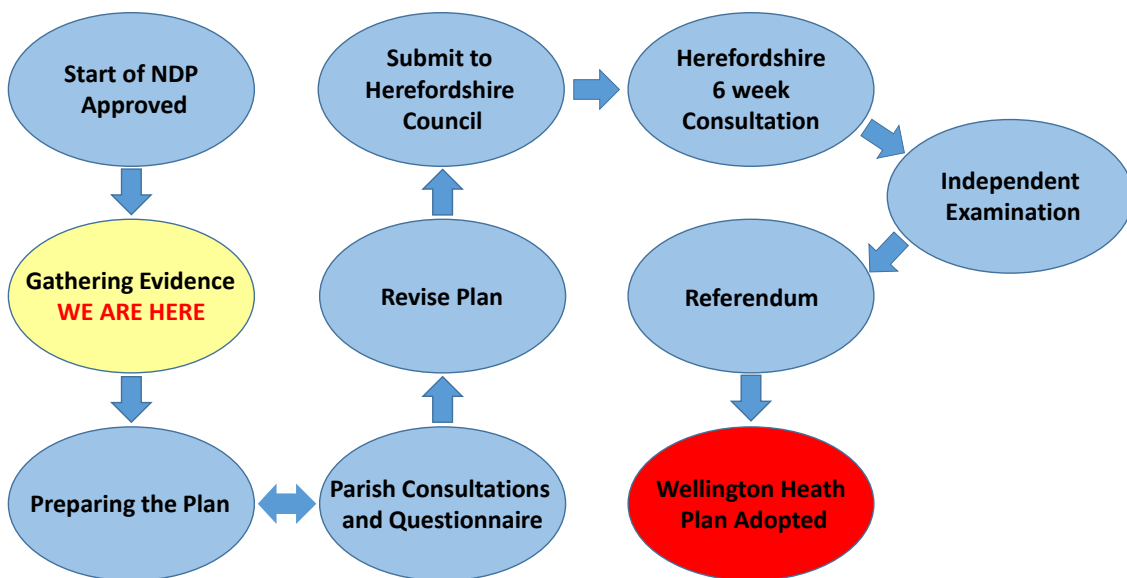 Start of NDP
Approved
Gathering Evidence
WE ARE HERE
Preparing the Plan
Parish Consultations
and Questionnaire
Revise Plan
Submit to
Herefordshire
Council
Herefordshire
6 week
Consultation
Independent
Examination
Referendum
Wellington Heath
Plan Adopted